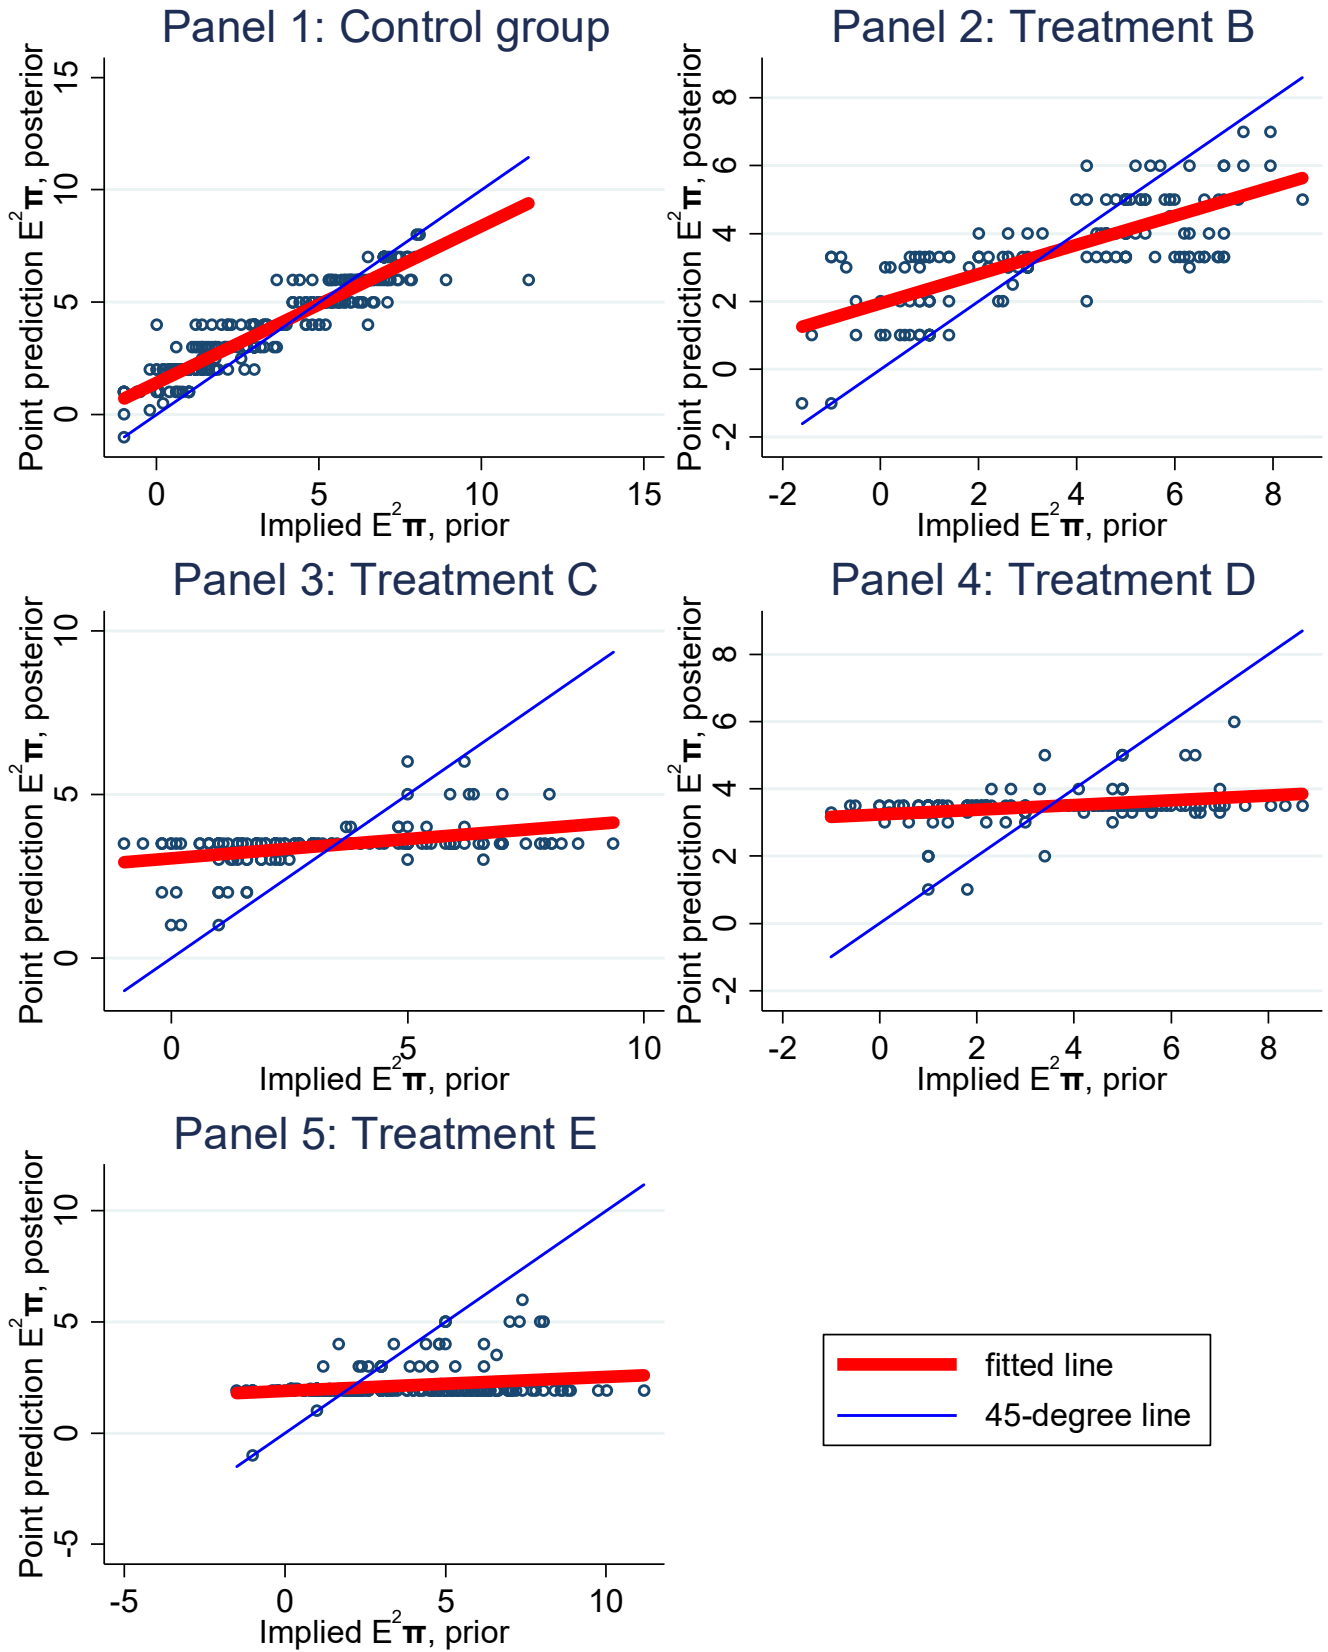 Panel 1: Control group
Point prediction E²π, posterior
15
10
5
0
0
5
10
15
Implied E²π, prior
Panel 2: Treatment B
Point prediction E²π, posterior
8
6
4
2
0
-2
-2
0
2
4
6
8
Implied E²π, prior
Panel 3: Treatment C
Point prediction E²π, posterior
10
5
0
0
5
10
Implied E²π, prior
Panel 4: Treatment D
Point prediction E²π, posterior
8
6
4
2
0
-2
-2
0
2
4
6
8
Implied E²π, prior
Panel 5: Treatment E
Point prediction E²π, posterior
10
5
0
-5
-5
0
5
10
Implied E²π, prior
fitted line
45-degree line